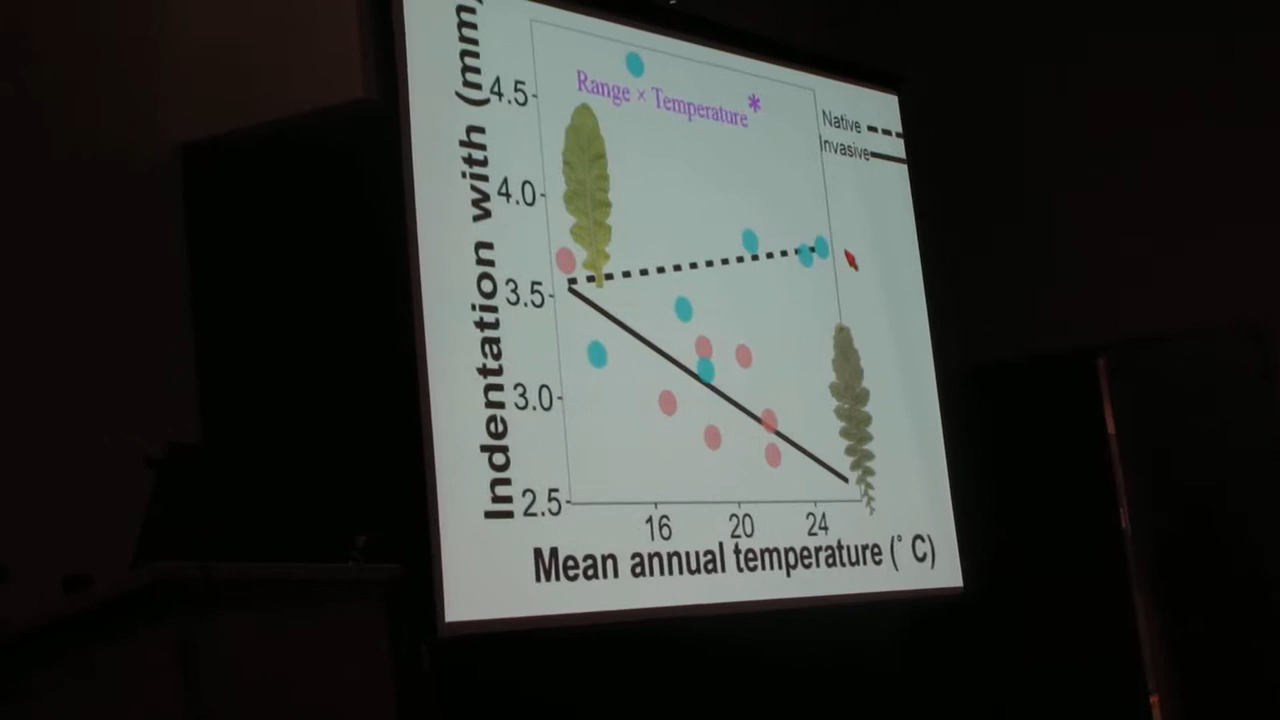 Indentation with (mm)
4.5
4.0
3.5
3.0
2.5
Range × Temperature*
Native
Invasive
16 20 24
Mean annual temperature (˚ C)